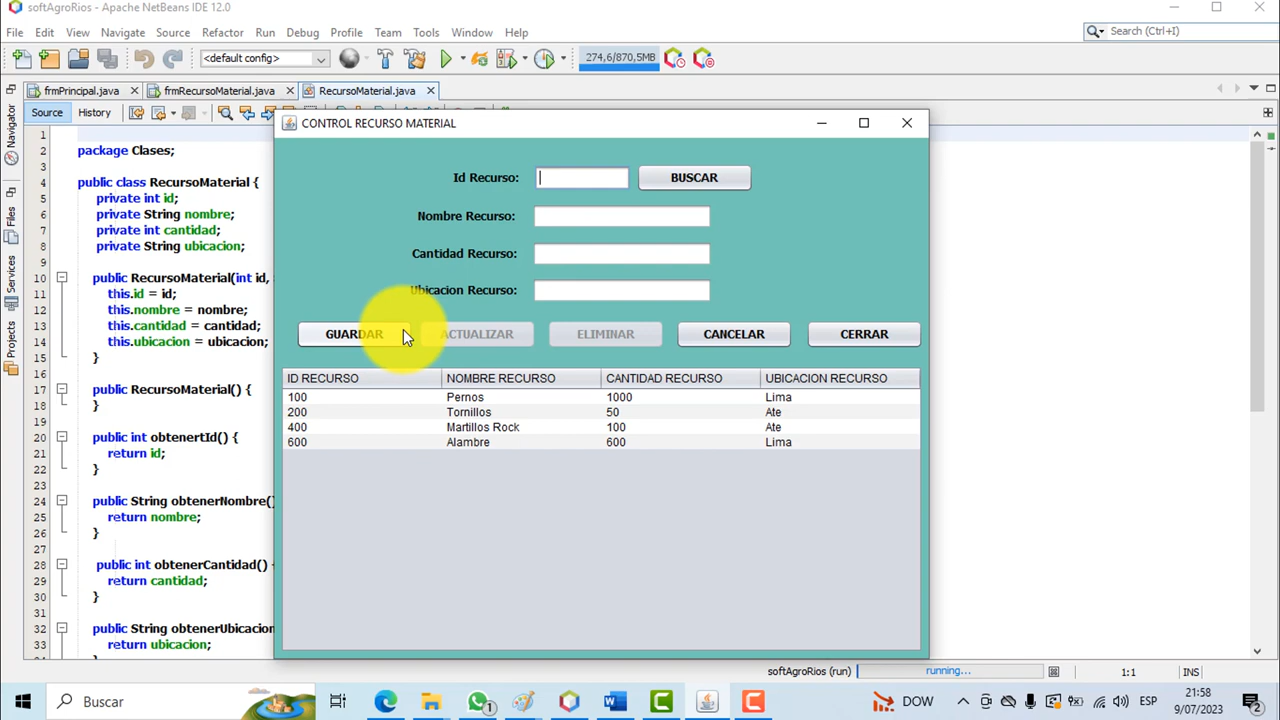 softAgroRios - Apache NetBeans IDE 12.0
File Edit View Navigate Source Refactor Run Debug Profile Team Tools Window Help
Search (Ctrl+I)
<default config>
274,6/870,5MB
frmPrincipal.java
frmRecursoMaterial.java
RecursoMaterial.java
Source History
Navigator
Files
Services
Projects
1
2 package Clases;
3
4 public class RecursoMaterial {
5 private int id;
6 private String nombre;
7 private int cantidad;
8 private String ubicacion;
9
10 public RecursoMaterial(int id,
11 this.id = id;
12 this.nombre = nombre;
13 this.cantidad = cantidad;
14 this.ubicacion = ubicacion;
15 }
16
17 public RecursoMaterial() {
18 }
19
20 public int obtenertId() {
21 return id;
22 }
23
24 public String obtenerNombre()
25 return nombre;
26 }
27
28 public int obtenerCantidad() {
29 return cantidad;
30 }
31
32 public String obtenerUbicacion
33 return ubicacion;
34 }
CONTROL RECURSO MATERIAL
Id Recurso: BUSCAR
Nombre Recurso:
Cantidad Recurso:
Ubicacion Recurso:
GUARDAR ACTUALIZAR ELIMINAR CANCELAR CERRAR
ID RECURSO NOMBRE RECURSO CANTIDAD RECURSO UBICACION RECURSO
100 Pernos 1000 Lima
200 Tornillos 50 Ate
400 Martillos Rock 100 Ate
600 Alambre 600 Lima
softAgroRios (run) running... 1:1 INS
Buscar
1
DOW
ESP
21:58
9/07/2023
2